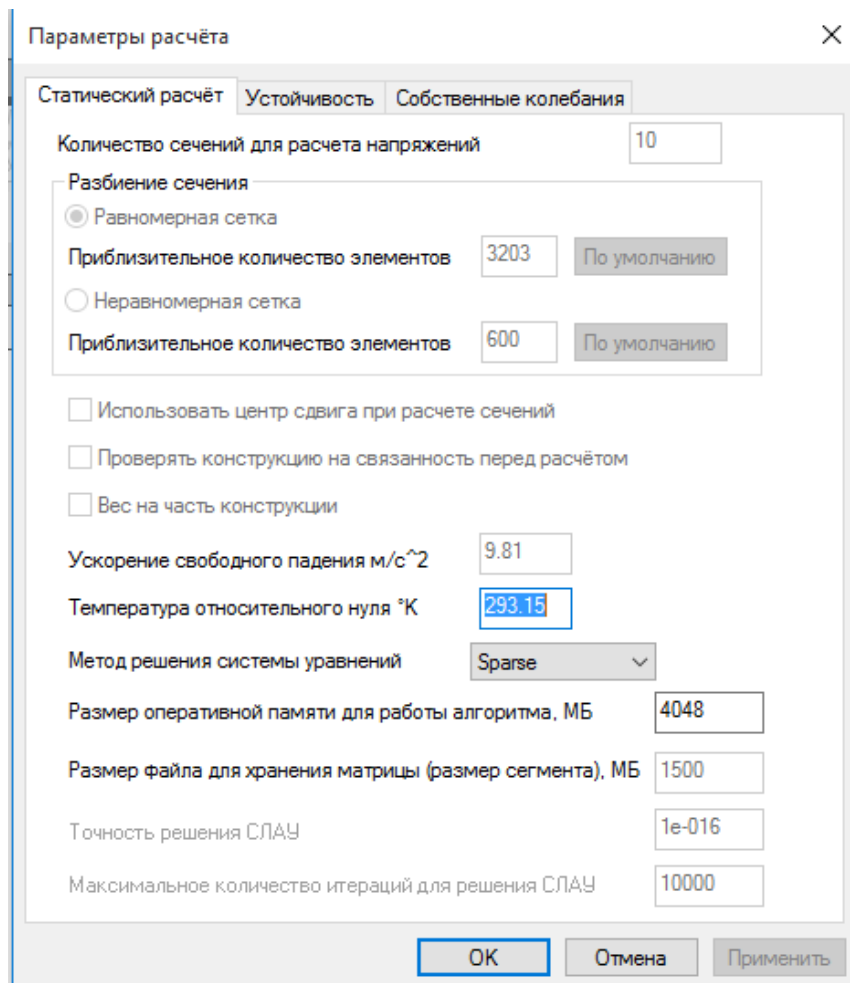 Параметры расчёта
Статический расчёт Устойчивость Собственные колебания
Количество сечений для расчета напряжений 10
Разбиение сечения
Равномерная сетка
Приблизительное количество элементов 3203 По умолчанию
Неравномерная сетка
Приблизительное количество элементов 600 По умолчанию
Использовать центр сдвига при расчете сечений
Проверять конструкцию на связанность перед расчётом
Вес на часть конструкции
Ускорение свободного падения м/с^2 9.81
Температура относительного нуля °K 293.15
Метод решения системы уравнений Sparse
Размер оперативной памяти для работы алгоритма, МБ 4048
Размер файла для хранения матрицы (размер сегмента), МБ 1500
Точность решения СЛАУ 1e-016
Максимальное количество итераций для решения СЛАУ 10000
OK Отмена Применить